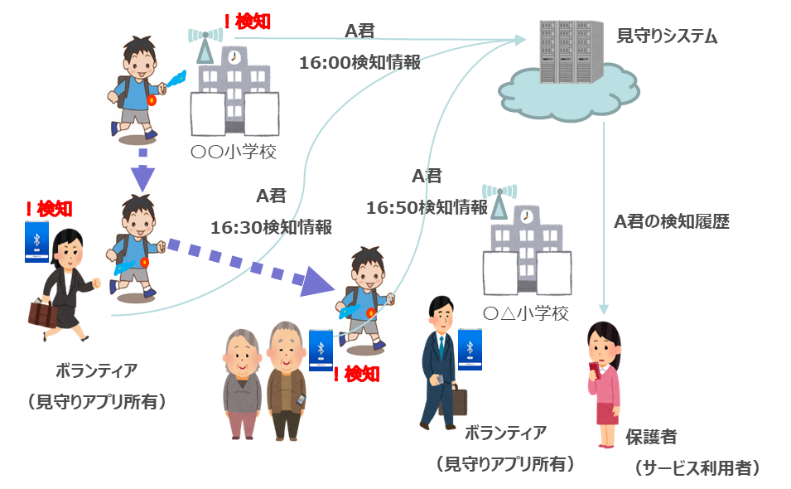 ！検知
A君
16:00検知情報
見守りシステム
〇〇小学校
！検知
A君
16:30検知情報
A君
16:50検知情報
A君の検知履歴
〇△小学校
！検知
ボランティア
（見守りアプリ所有）
ボランティア
（見守りアプリ所有）
保護者
（サービス利用者）